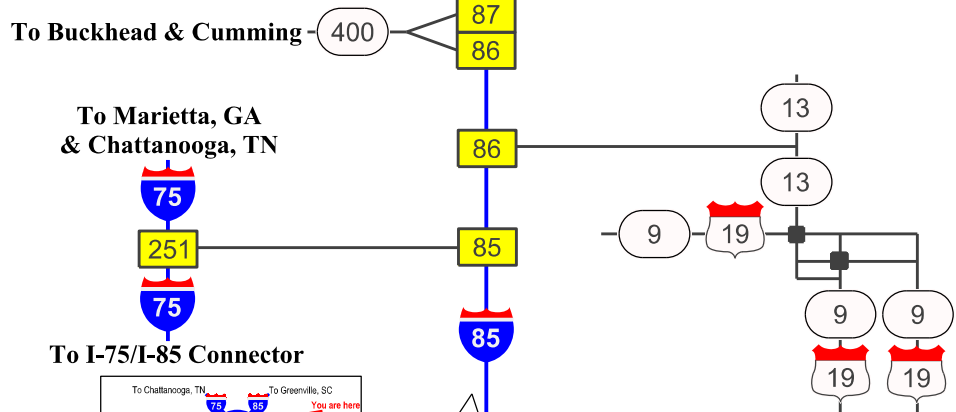 87
To Buckhead & Cumming
400
86
To Marietta, GA
& Chattanooga, TN
13
86
75
13
251
85
9
19
75
85
9
9
To I-75/I-85 Connector
19
19
To Chattanooga, TN
To Greenville, SC
75
85
You are here